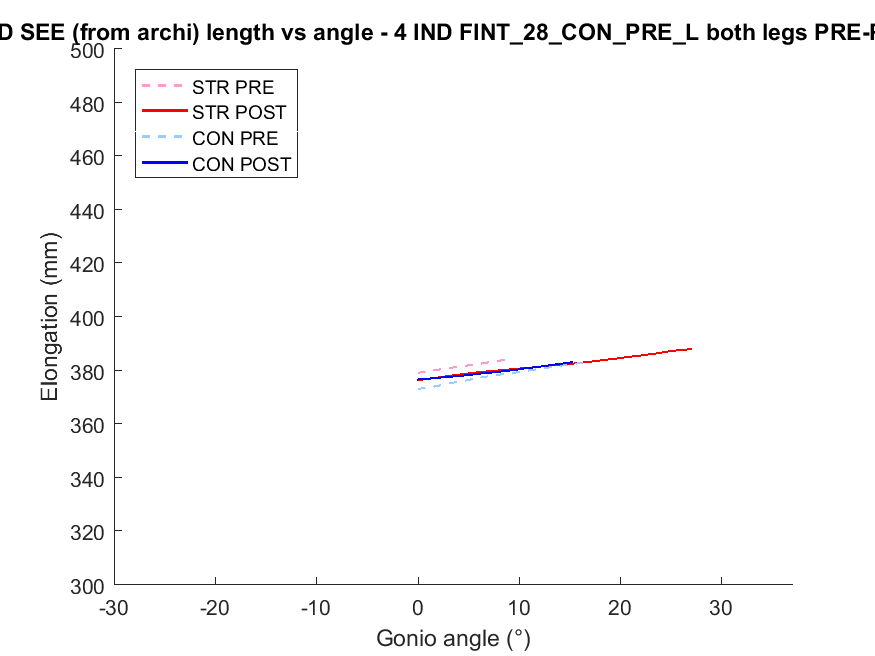 D SEE (from archi) length vs angle - 4 IND FINT_28_CON_PRE_L both legs PRE-
500
480
460
440
420
400
380
360
340
320
300
Elongation (mm)
STR PRE
STR POST
CON PRE
CON POST
-30
-20
-10
0
10
20
30
Gonio angle (°)